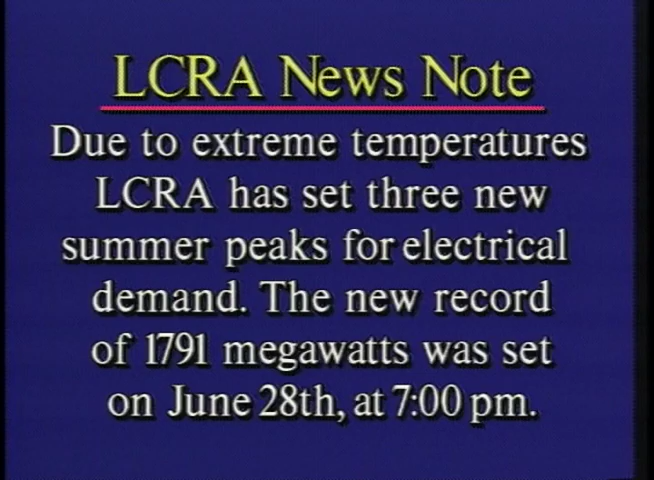 LCRA News Note
Due to extreme temperatures
LCRA has set three new
summer peaks for electrical
demand. The new record
of 1791 megawatts was set
on June 28th, at 7:00 pm.